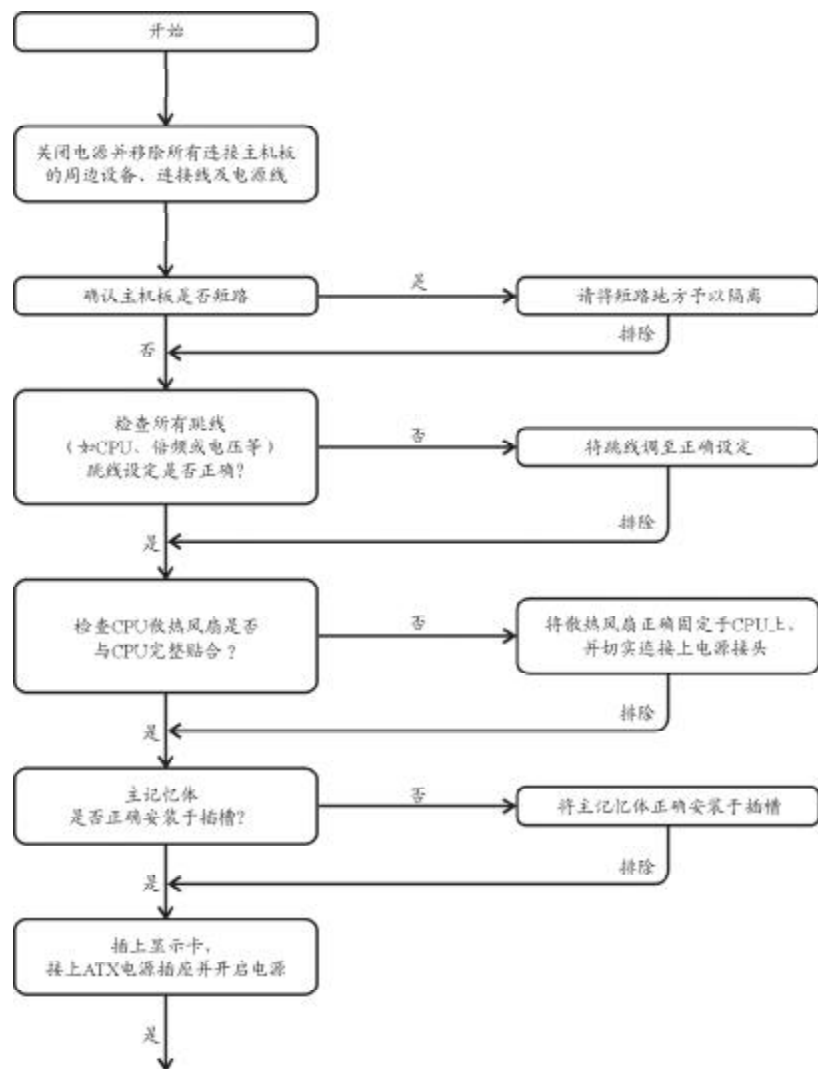 开始
关闭电源并移除所有连接主机板
的周边设备、连接线及电源线
确认主机板是否短路
是
请将短路地方予以隔离
排除
否
检查所有跳线
（如CPU、倍频或电压等）
跳线设定是否正确？
否
将跳线调至正确设定
排除
是
检查CPU散热风扇是否
与CPU完整贴合？
否
将散热风扇正确固定于CPU上、
并切实连接上电源接头
排除
是
主记忆体
是否正确安装于插槽？
否
将主记忆体正确安装于插槽
排除
是
插上显示卡、
接上ATX电源插座并开启电源
是